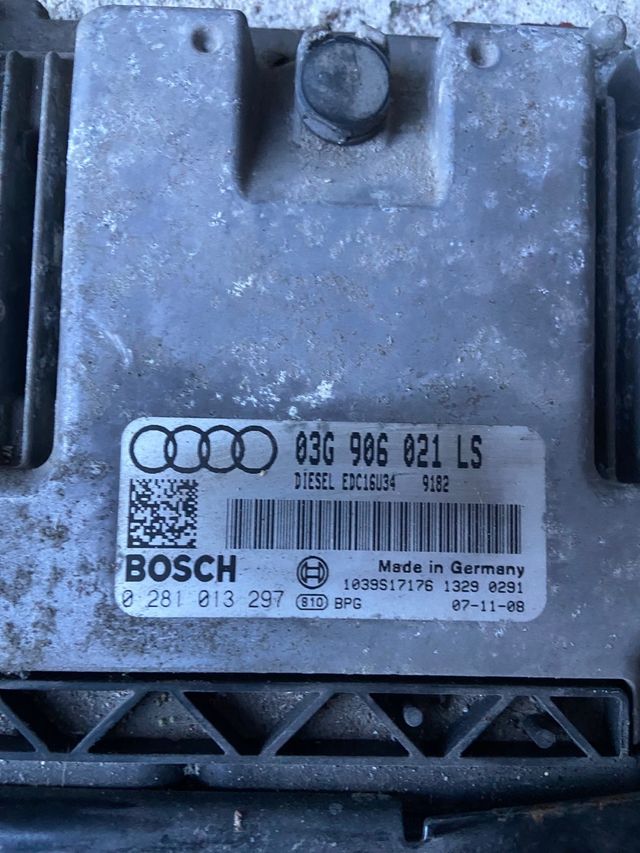 03G 906 021 LS
DIESEL EDC16U34 9182
BOSCH
Made in Germany
1039S17176 1329 0291
0 281 013 297 810 BPG 07-11-08